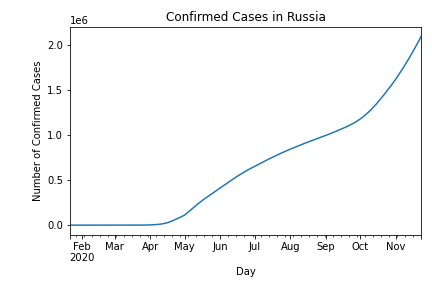 Confirmed Cases in Russia
1e6
2.0
1.5
1.0
0.5
0.0
Number of Confirmed Cases
Feb Mar Apr May Jun Jul Aug Sep Oct Nov
2020
Day